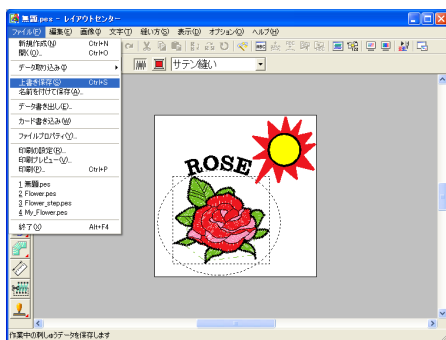 無題.pes - レイアウトセンター
ファイル(F) 編集(E) 画像(I) 文字(T) 縫い方(S) 表示(D) オプション(O) ヘルプ(H)
新規作成(N) Ctrl+N
開く(O)... Ctrl+O
データ取り込み(I)
上書き保存(S) Ctrl+S
名前を付けて保存(A)...
データ書き出し(E)...
カード書き込み(W)
ファイルプロパティ(Y)...
印刷の設定(R)...
印刷プレビュー(V)...
印刷(P)... Ctrl+P
1 無題.pes
2 Flower.pes
3 Flower_step.pes
4 My_Flower.pes
終了(X) Alt+F4
サテン縫い
ROSE
作業中の刺しゅうデータを保存します